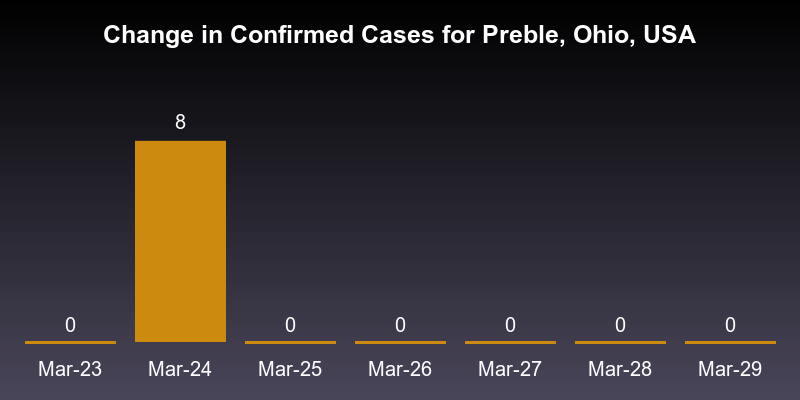 Change in Confirmed Cases for Preble, Ohio, USA
8
0 0 0 0 0 0
Mar-23 Mar-24 Mar-25 Mar-26 Mar-27 Mar-28 Mar-29